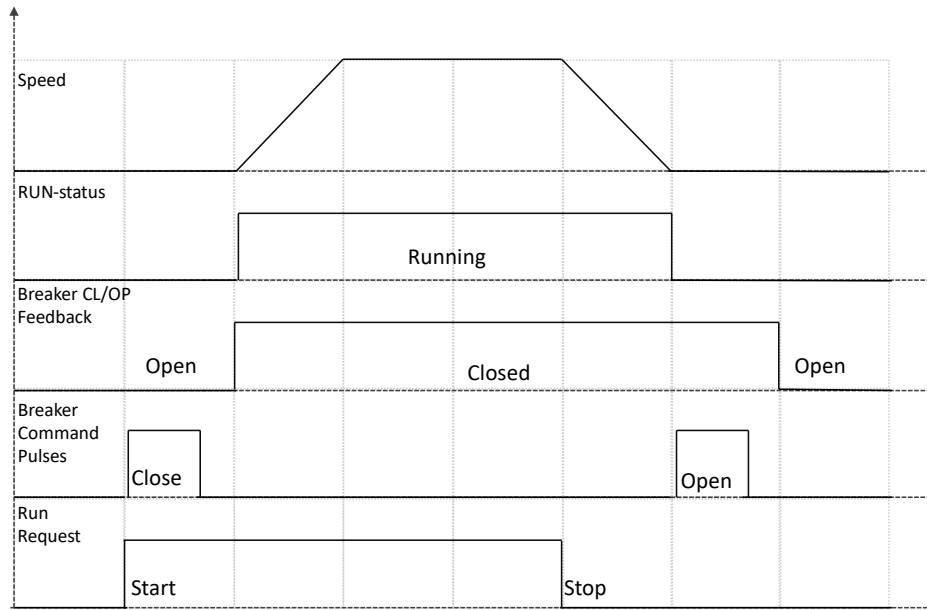 Speed
RUN-status
Running
Breaker CL/OP
Feedback
Open
Closed
Open
Breaker
Command
Pulses
Close
Open
Run
Request
Start
Stop